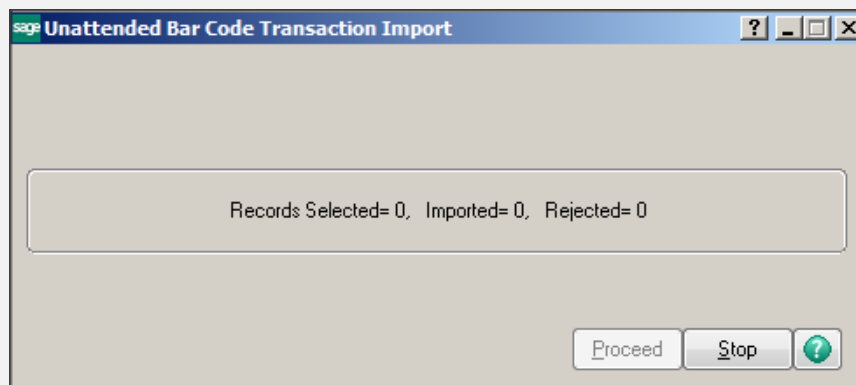 sage Unattended Bar Code Transaction Import ?
Records Selected= 0, Imported= 0, Rejected= 0
Proceed Stop ?